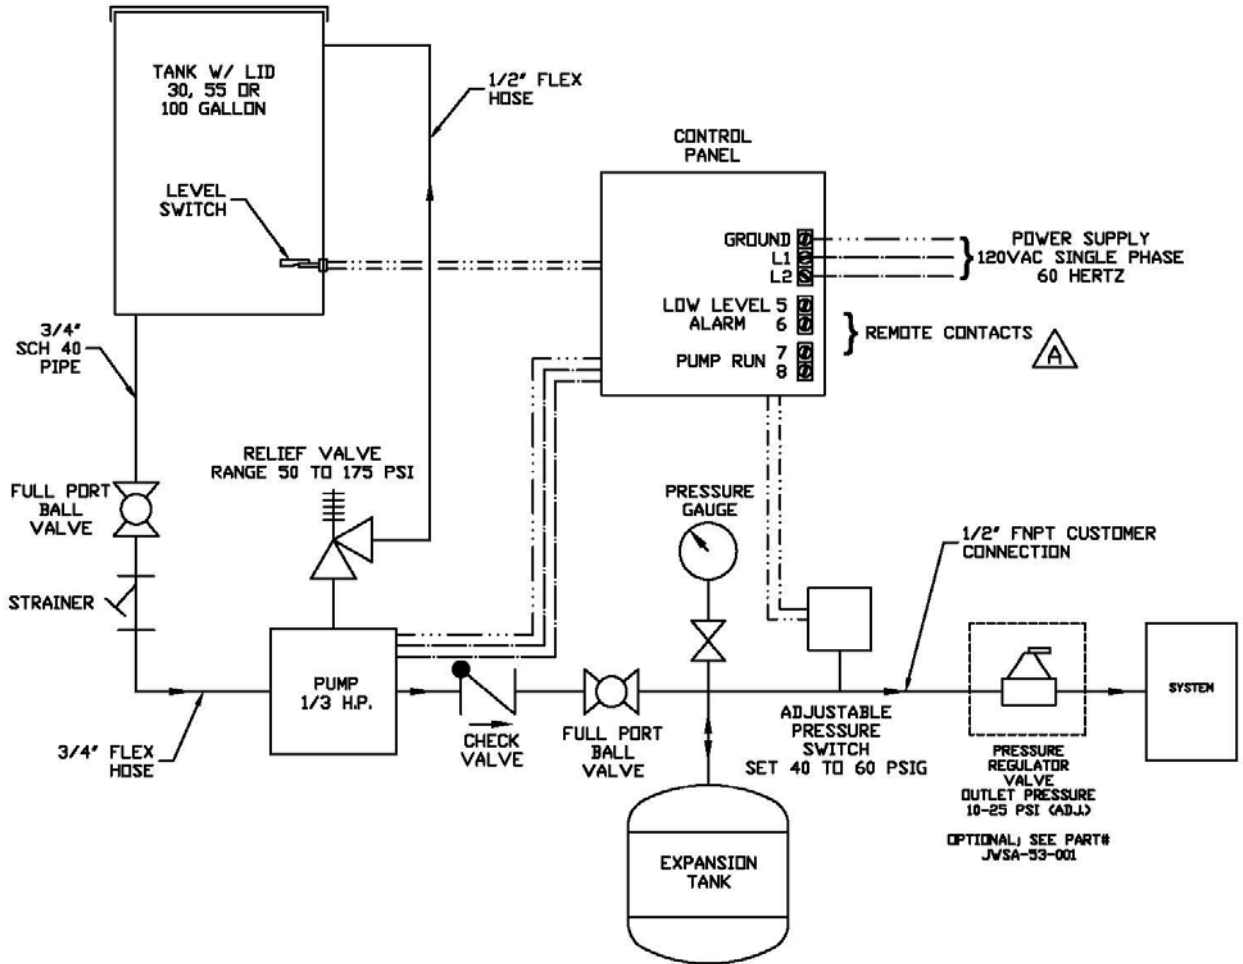 TANK W/ LID
30, 55 OR
100 GALLON
1/2" FLEX
HOSE
CONTROL
PANEL
LEVEL
SWITCH
GROUND
L1
L2
POWER SUPPLY
120VAC SINGLE PHASE
60 HERTZ
LOW LEVEL 5
ALARM 6
PUMP RUN 7
8
REMOTE CONTACTS
A
3/4"
SCH 40
PIPE
RELIEF VALVE
RANGE 50 TO 175 PSI
FULL PORT
BALL
VALVE
PRESSURE
GAUGE
1/2" FNPT CUSTOMER
CONNECTION
STRAINER
PUMP
1/3 H.P.
SYSTEM
3/4" FLEX
HOSE
CHECK
VALVE
FULL PORT
BALL
VALVE
ADJUSTABLE
PRESSURE
SWITCH
SET 40 TO 60 PSIG
PRESSURE
REGULATOR
VALVE
OUTLET PRESSURE
10-25 PSI (ADJ.)
OPTIONAL; SEE PART#
JWSA-53-001
EXPANSION
TANK